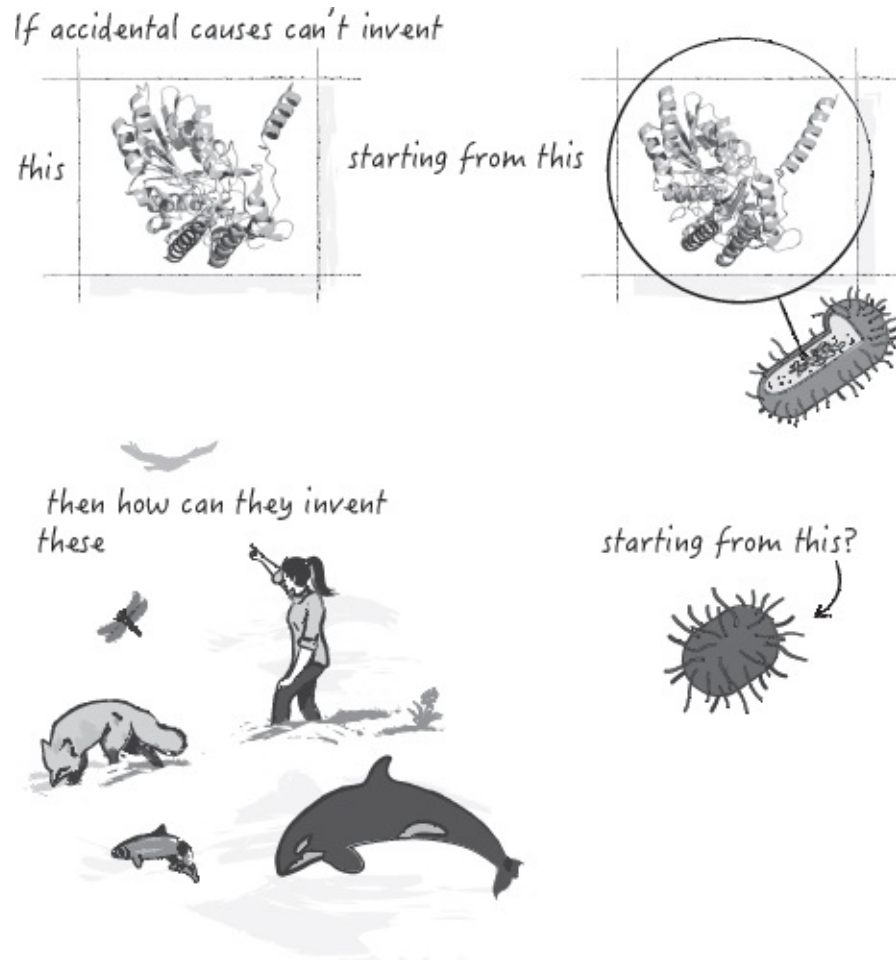 If accidental causes can't invent
this
starting from this
then how can they invent
these
starting from this?